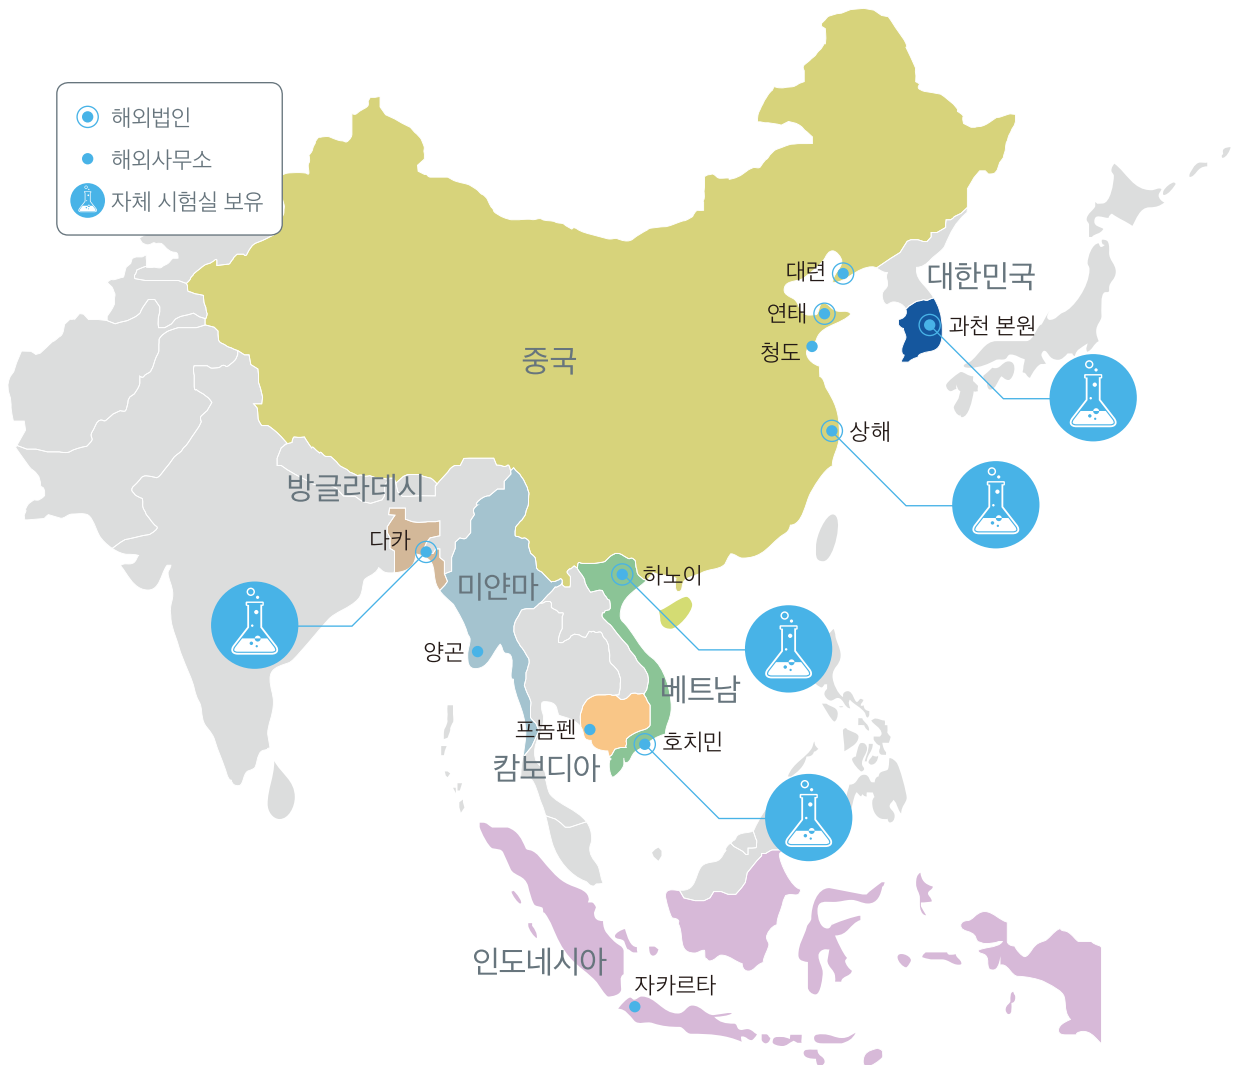 해외법인
해외사무소
자체 시험실 보유
대련
대한민국
연태
과천 본원
청도
중국
상해
방글라데시
다카
미얀마
하노이
양곤
베트남
프놈펜
호치민
캄보디아
인도네시아
자카르타